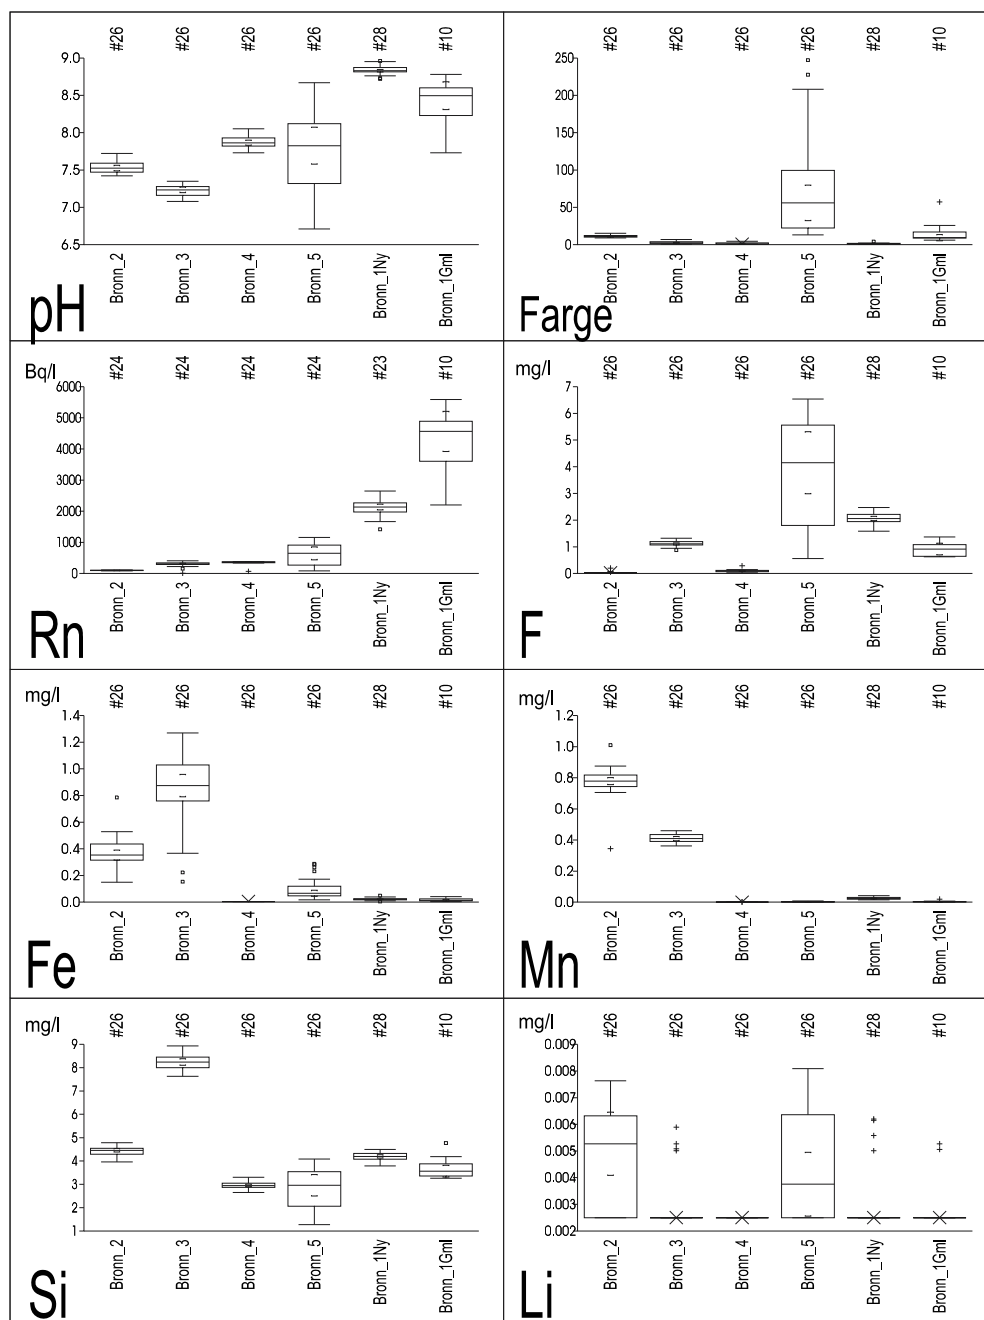 #26 #26 #26 #26 #28 #10
9.0
8.5
8.0
7.5
7.0
6.5
Bronn_2 Bronn_3 Bronn_4 Bronn_5 Bronn_1Ny Bronn_1Gml
pH
#26 #26 #26 #26 #28 #10
250
200
150
100
50
0
Bronn_2 Bronn_3 Bronn_4 Bronn_5 Bronn_1Ny Bronn_1Gml
Farge
Bq/l #24 #24 #24 #24 #23 #10
6000
5000
4000
3000
2000
1000
0
Bronn_2 Bronn_3 Bronn_4 Bronn_5 Bronn_1Ny Bronn_1Gml
Rn
mg/l #26 #26 #26 #26 #28 #10
7
6
5
4
3
2
1
0
Bronn_2 Bronn_3 Bronn_4 Bronn_5 Bronn_1Ny Bronn_1Gml
F
mg/l #26 #26 #26 #26 #28 #10
1.4
1.2
1.0
0.8
0.6
0.4
0.2
0.0
Bronn_2 Bronn_3 Bronn_4 Bronn_5 Bronn_1Ny Bronn_1Gml
Fe
mg/l #26 #26 #26 #26 #28 #10
1.2
1.0
0.8
0.6
0.4
0.2
0.0
Bronn_2 Bronn_3 Bronn_4 Bronn_5 Bronn_1Ny Bronn_1Gml
Mn
mg/l #26 #26 #26 #26 #28 #10
9
8
7
6
5
4
3
2
1
Bronn_2 Bronn_3 Bronn_4 Bronn_5 Bronn_1Ny Bronn_1Gml
Si
mg/l #26 #26 #26 #26 #28 #10
0.009
0.008
0.007
0.006
0.005
0.004
0.003
0.002
Bronn_2 Bronn_3 Bronn_4 Bronn_5 Bronn_1Ny Bronn_1Gml
Li